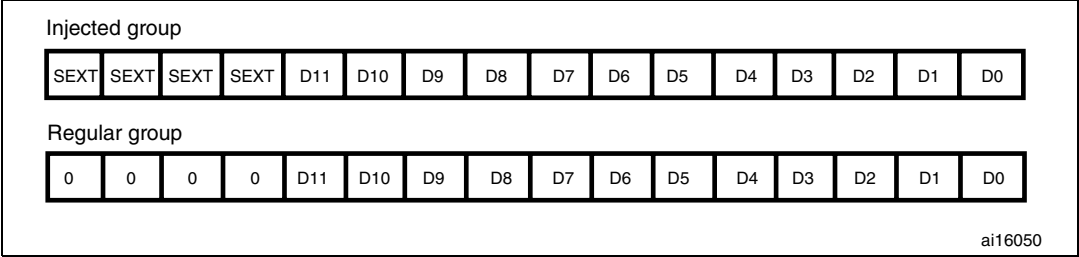 Injected group
SEXT SEXT SEXT SEXT D11 D10 D9 D8 D7 D6 D5 D4 D3 D2 D1 D0
Regular group
0 0 0 0 D11 D10 D9 D8 D7 D6 D5 D4 D3 D2 D1 D0
ai16050